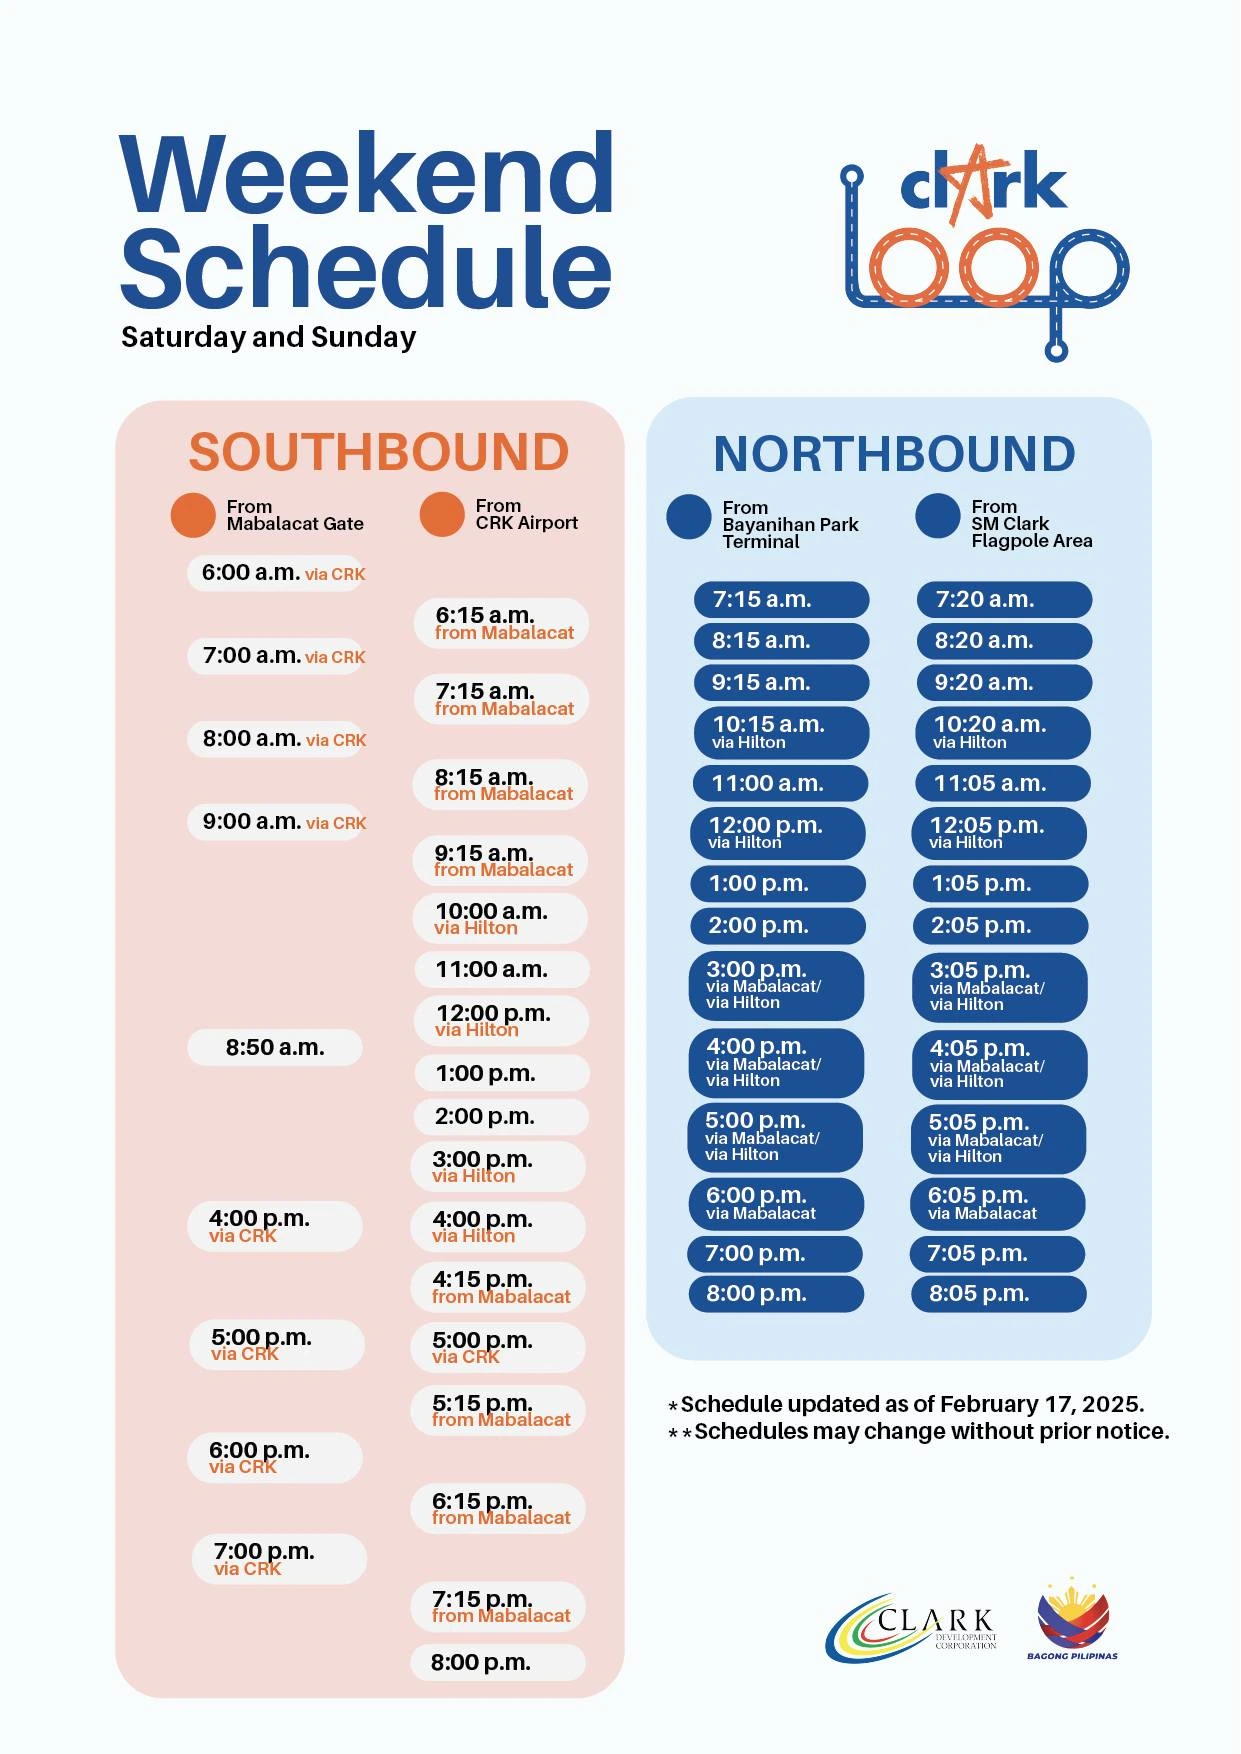 Weekend
Schedule
Saturday and Sunday
clark
loop
SOUTHBOUND
From
Mabalacat Gate
6:00 a.m. via CRK
7:00 a.m. via CRK
8:00 a.m. via CRK
9:00 a.m. via CRK
8:50 a.m.
4:00 p.m.
via CRK
5:00 p.m.
via CRK
6:00 p.m.
via CRK
7:00 p.m.
via CRK
From
CRK Airport
6:15 a.m.
from Mabalacat
7:15 a.m.
from Mabalacat
8:15 a.m.
from Mabalacat
9:15 a.m.
from Mabalacat
10:00 a.m.
via Hilton
11:00 a.m.
12:00 p.m.
via Hilton
1:00 p.m.
2:00 p.m.
3:00 p.m.
via Hilton
4:00 p.m.
via Hilton
4:15 p.m.
from Mabalacat
5:00 p.m.
via CRK
5:15 p.m.
from Mabalacat
6:15 p.m.
from Mabalacat
7:15 p.m.
from Mabalacat
8:00 p.m.
NORTHBOUND
From
Bayanihan Park
Terminal
7:15 a.m.
8:15 a.m.
9:15 a.m.
10:15 a.m.
via Hilton
11:00 a.m.
12:00 p.m.
via Hilton
1:00 p.m.
2:00 p.m.
3:00 p.m.
via Mabalacat/
via Hilton
4:00 p.m.
via Mabalacat/
via Hilton
5:00 p.m.
via Mabalacat/
via Hilton
6:00 p.m.
via Mabalacat
7:00 p.m.
8:00 p.m.
From
SM Clark
Flagpole Area
7:20 a.m.
8:20 a.m.
9:20 a.m.
10:20 a.m.
via Hilton
11:05 a.m.
12:05 p.m.
via Hilton
1:05 p.m.
2:05 p.m.
3:05 p.m.
via Mabalacat/
via Hilton
4:05 p.m.
via Mabalacat/
via Hilton
5:05 p.m.
via Mabalacat/
via Hilton
6:05 p.m.
via Mabalacat
7:05 p.m.
8:05 p.m.
*Schedule updated as of February 17, 2025.
**Schedules may change without prior notice.
CLARK
DEVELOPMENT
CORPORATION
BAGONG PILIPINAS